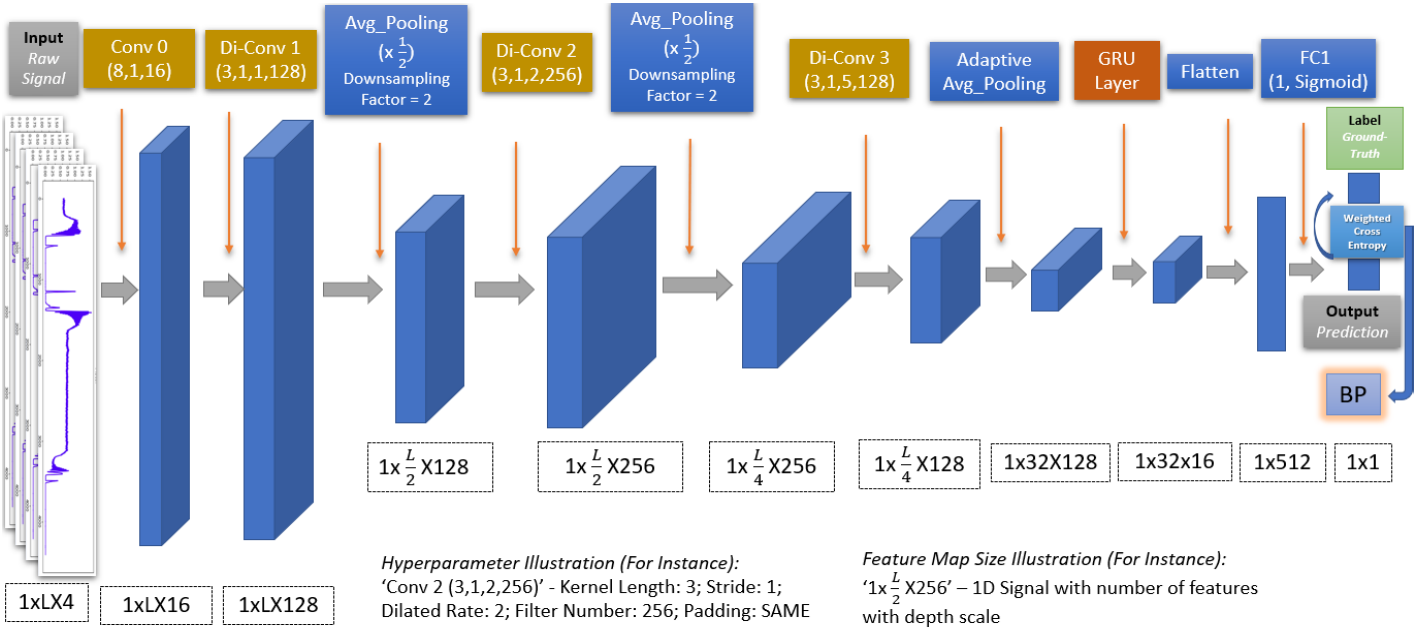 Input
Raw
Signal
Conv 0
(8,1,16)
Di-Conv 1
(3,1,1,128)
Avg_Pooling
(x 1/2)
Downsampling
Factor = 2
Di-Conv 2
(3,1,2,256)
Avg_Pooling
(x 1/2)
Downsampling
Factor = 2
Di-Conv 3
(3,1,5,128)
Adaptive
Avg_Pooling
GRU
Layer
Flatten
FC1
(1, Sigmoid)
Label
Ground-
Truth
Weighted
Cross
Entropy
Output
Prediction
BP
1xLX4
1xLX16
1xLX128
1x L/2 X128
1x L/2 X256
1x L/4 X256
1x L/4 X128
1x32X128
1x32x16
1x512
1x1
Hyperparameter Illustration (For Instance):
‘Conv 2 (3,1,2,256)’ - Kernel Length: 3; Stride: 1;
Dilated Rate: 2; Filter Number: 256; Padding: SAME
Feature Map Size Illustration (For Instance):
‘1x L/2 X256’ – 1D Signal with number of features
with depth scale